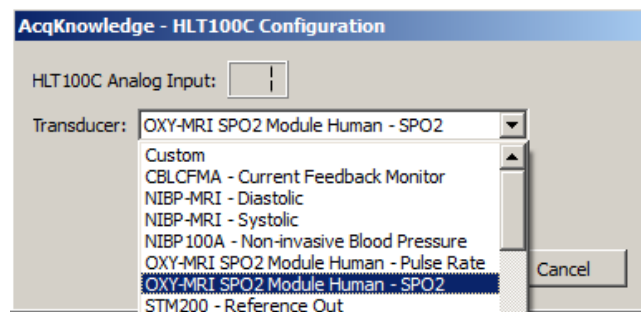 AcqKnowledge - HLT100C Configuration
HLT100C Analog Input:
Transducer: OXY-MRI SPO2 Module Human - SPO2
Custom
CBLCFMA - Current Feedback Monitor
NIBP-MRI - Diastolic
NIBP-MRI - Systolic
NIBP100A - Non-invasive Blood Pressure
OXY-MRI SPO2 Module Human - Pulse Rate
Cancel
OXY-MRI SPO2 Module Human - SPO2
STM200 - Reference Out